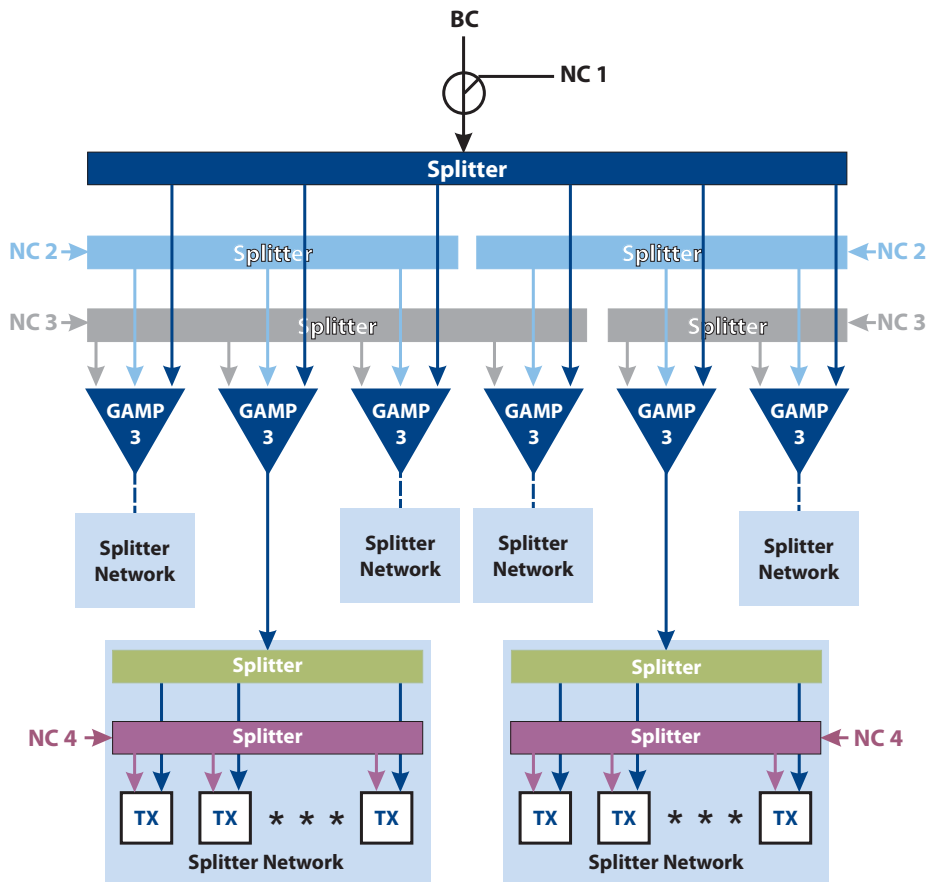 BC
NC 1
Splitter
NC 2
Splitter
Splitter
NC 2
NC 3
Splitter
Splitter
NC 3
GAMP
3
GAMP
3
GAMP
3
GAMP
3
GAMP
3
GAMP
3
Splitter
Network
Splitter
Network
Splitter
Network
Splitter
Network
Splitter
Splitter
NC 4
Splitter
Splitter
NC 4
TX
TX
* * *
TX
TX
TX
* * *
TX
Splitter Network
Splitter Network